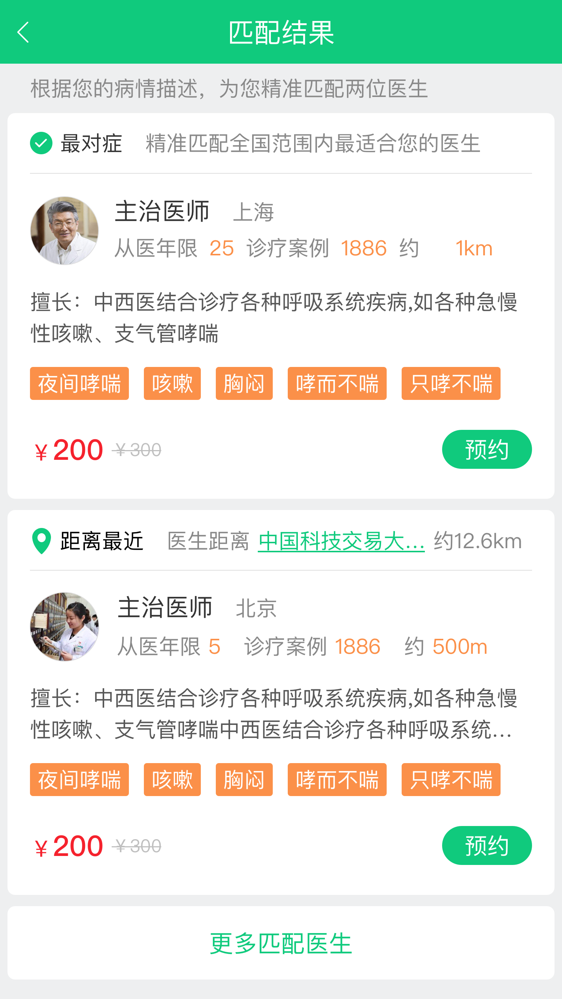 匹配结果
根据您的病情描述，为您精准匹配两位医生
最对症 精准匹配全国范围内最适合您的医生
主治医师 上海
从医年限 25 诊疗案例 1886 约 1km
擅长：中西医结合诊疗各种呼吸系统疾病,如各种急慢
性咳嗽、支气管哮喘
夜间哮喘 咳嗽 胸闷 哮而不喘 只哮不喘
¥200 ¥300 预约
距离最近 医生距离 中国科技交易大... 约12.6km
主治医师 北京
从医年限 5 诊疗案例 1886 约 500m
擅长：中西医结合诊疗各种呼吸系统疾病,如各种急慢
性咳嗽、支气管哮喘中西医结合诊疗各种呼吸系统...
夜间哮喘 咳嗽 胸闷 哮而不喘 只哮不喘
¥200 ¥300 预约
更多匹配医生